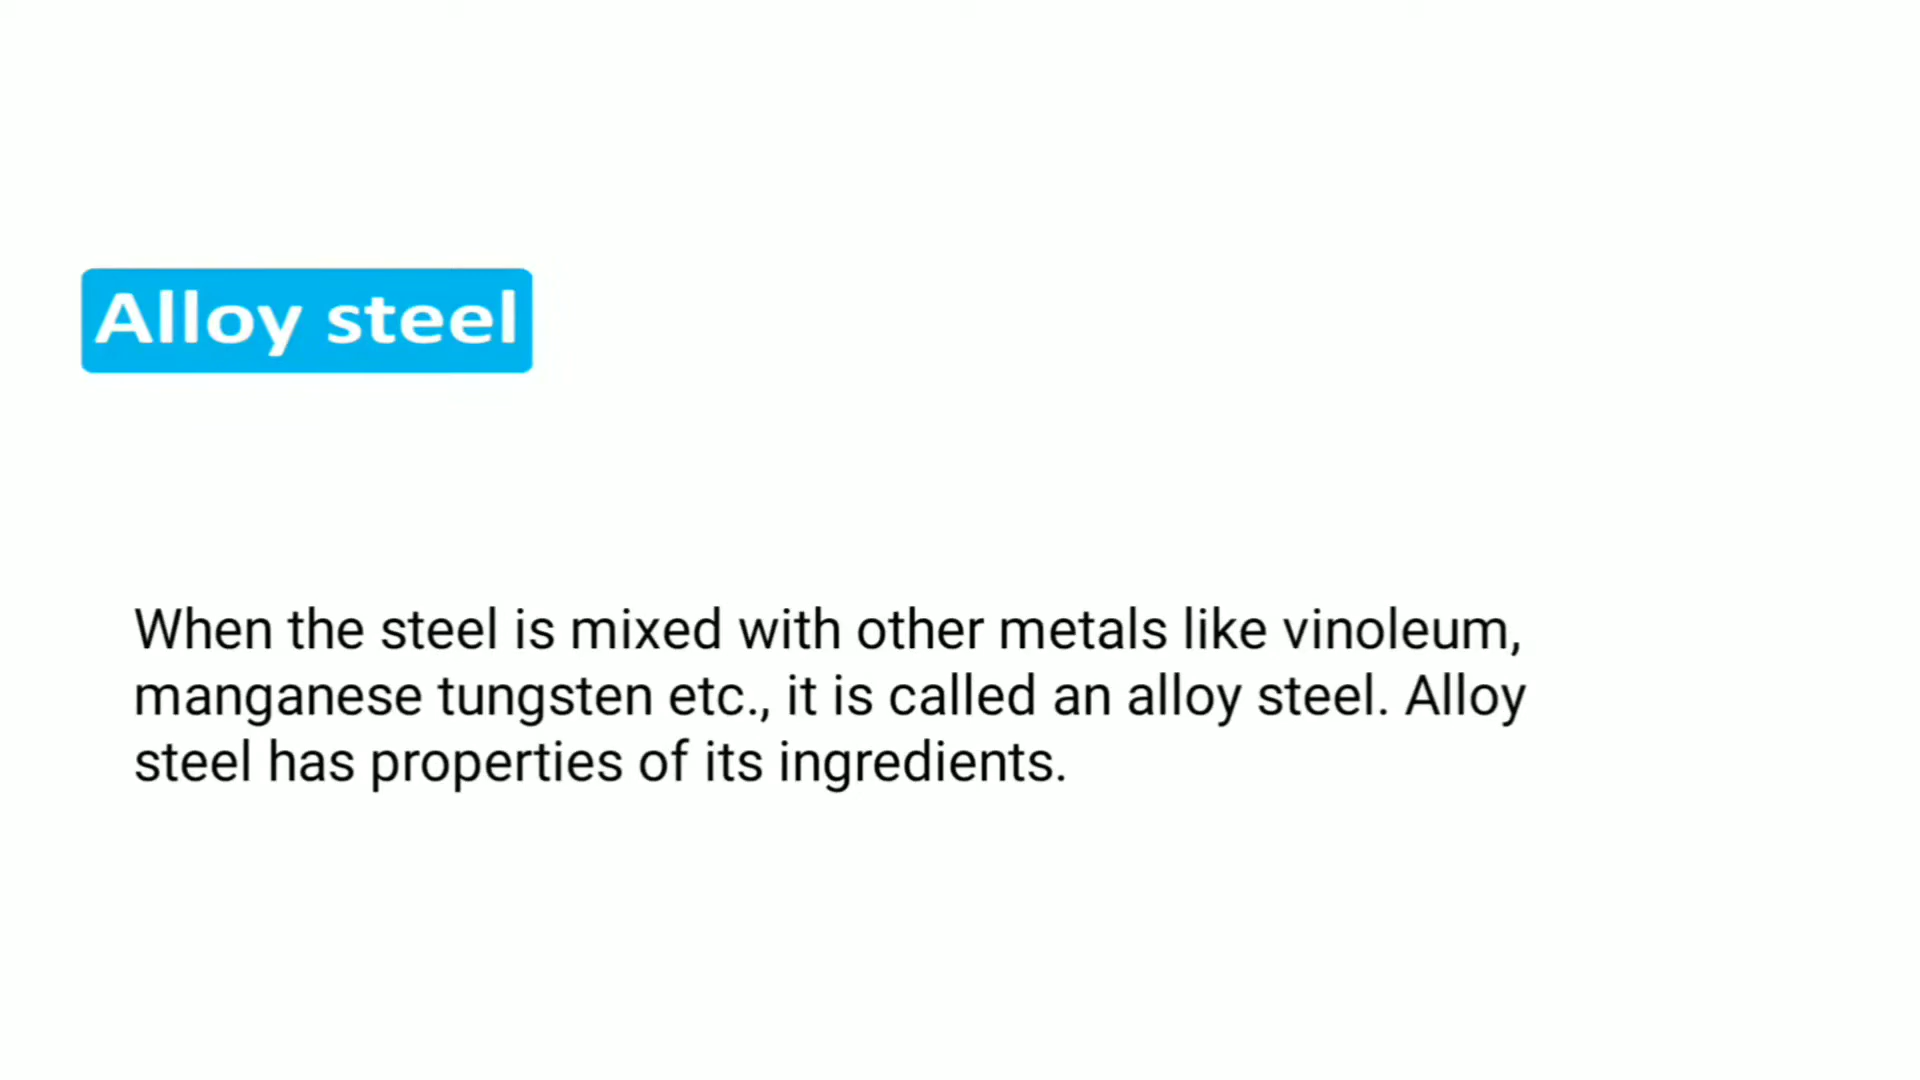 Alloy steel
When the steel is mixed with other metals like vinoleum,
manganese tungsten etc., it is called an alloy steel. Alloy
steel has properties of its ingredients.